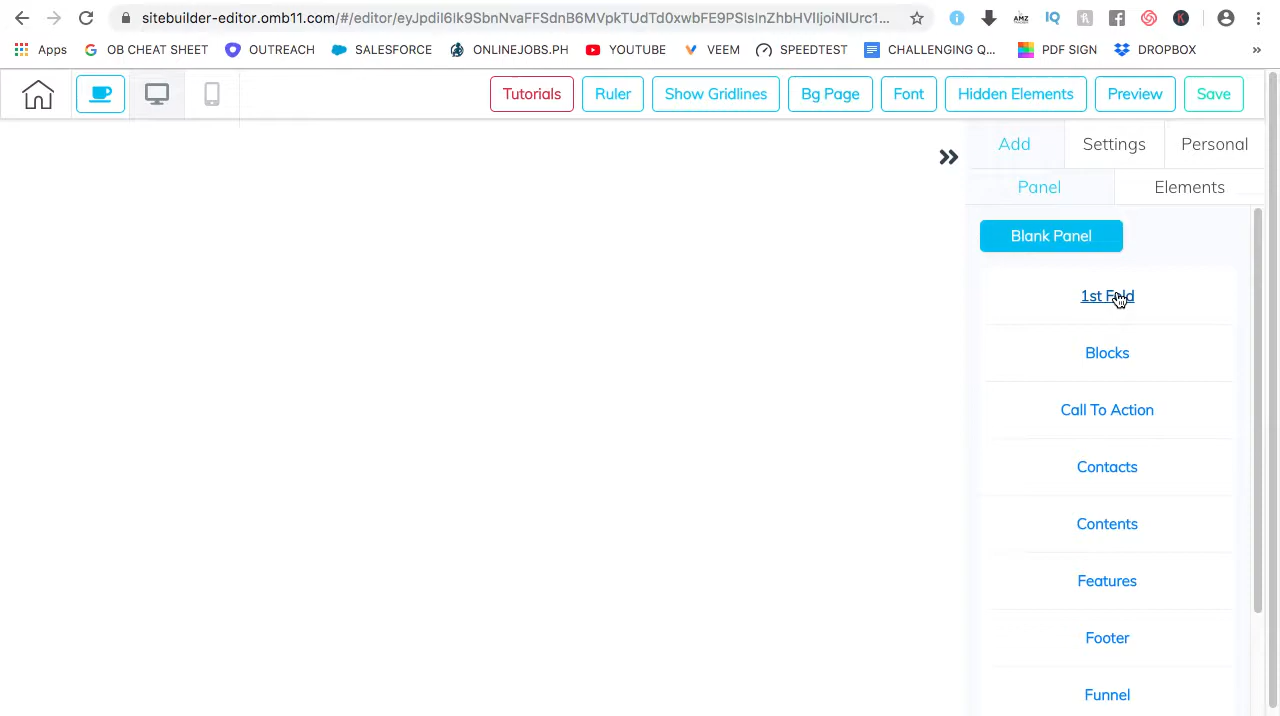 sitebuilder-editor.omb11.com/#/editor/eyJpdiI6Ik9SbnNvaFFSdnB6MVpkTUdTd0xwbFE9PSIsInZhbHVlIjoiNlUrc1...
Apps OB CHEAT SHEET OUTREACH SALESFORCE ONLINEJOBS.PH YOUTUBE VEEM SPEEDTEST CHALLENGING Q... PDF SIGN DROPBOX »
Tutorials Ruler Show Gridlines Bg Page Font Hidden Elements Preview Save
Add Settings Personal
Panel Elements
Blank Panel
1st Fold
Blocks
Call To Action
Contacts
Contents
Features
Footer
Funnel